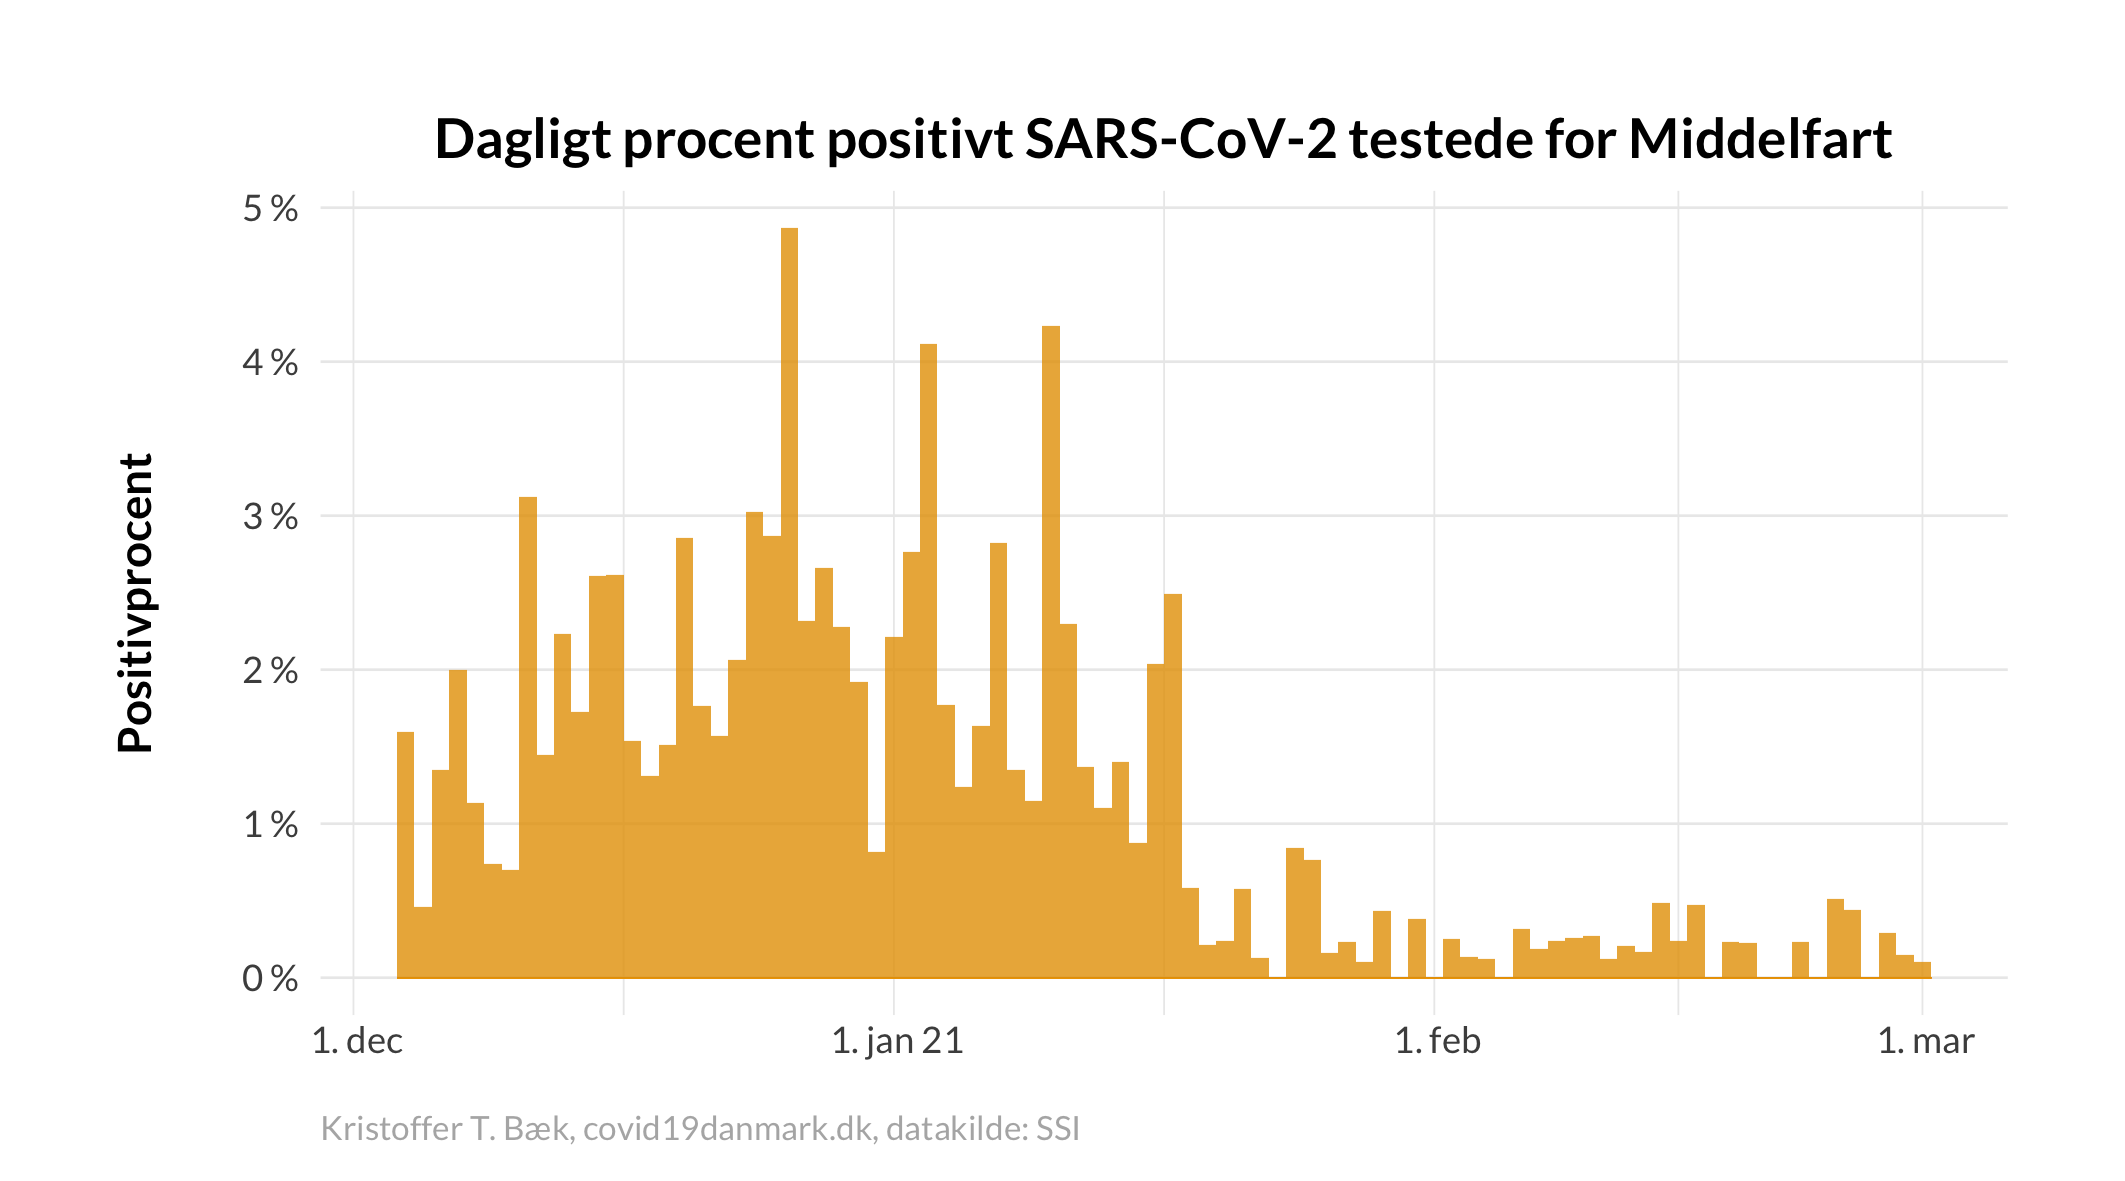 Dagligt procent positivt SARS-CoV-2 testede for Middelfart
Positivprocent
5 %
4 %
3 %
2 %
1 %
0 %
1. dec
1. jan 21
1. feb
1. mar
Kristoffer T. Bæk, covid19danmark.dk, datakilde: SSI